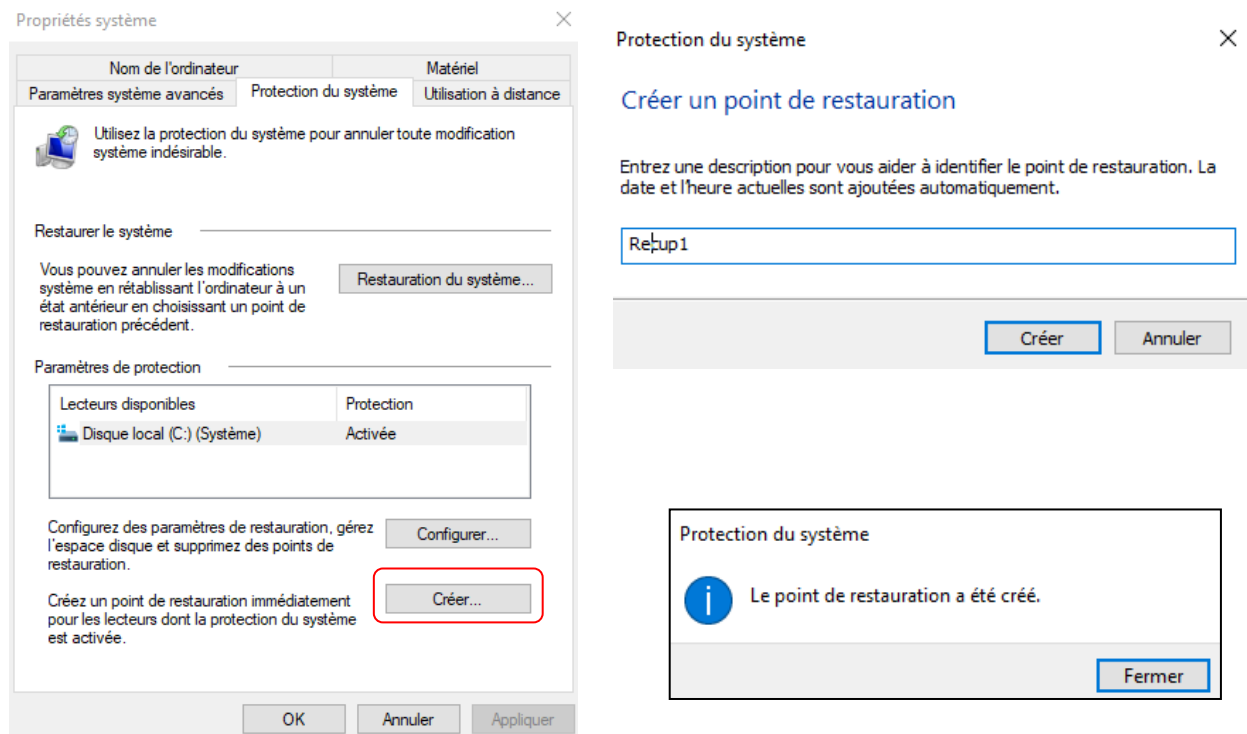 Propriétés système
Nom de l'ordinateur
Matériel
Paramètres système avancés
Protection du système
Utilisation à distance
Utilisez la protection du système pour annuler toute modification
système indésirable.
Restaurer le système
Vous pouvez annuler les modifications
système en rétablissant l'ordinateur à un
état antérieur en choisissant un point de
restauration précédent.
Restauration du système...
Paramètres de protection
Lecteurs disponibles
Protection
Disque local (C:) (Système)
Activée
Configurez des paramètres de restauration, gérez
l'espace disque et supprimez des points de
restauration.
Configurer...
Créez un point de restauration immédiatement
pour les lecteurs dont la protection du système
est activée.
Créer...
OK
Annuler
Appliquer
Protection du système
Créer un point de restauration
Entrez une description pour vous aider à identifier le point de restauration. La
date et l'heure actuelles sont ajoutées automatiquement.
Recup1
Créer
Annuler
Protection du système
Le point de restauration a été créé.
Fermer